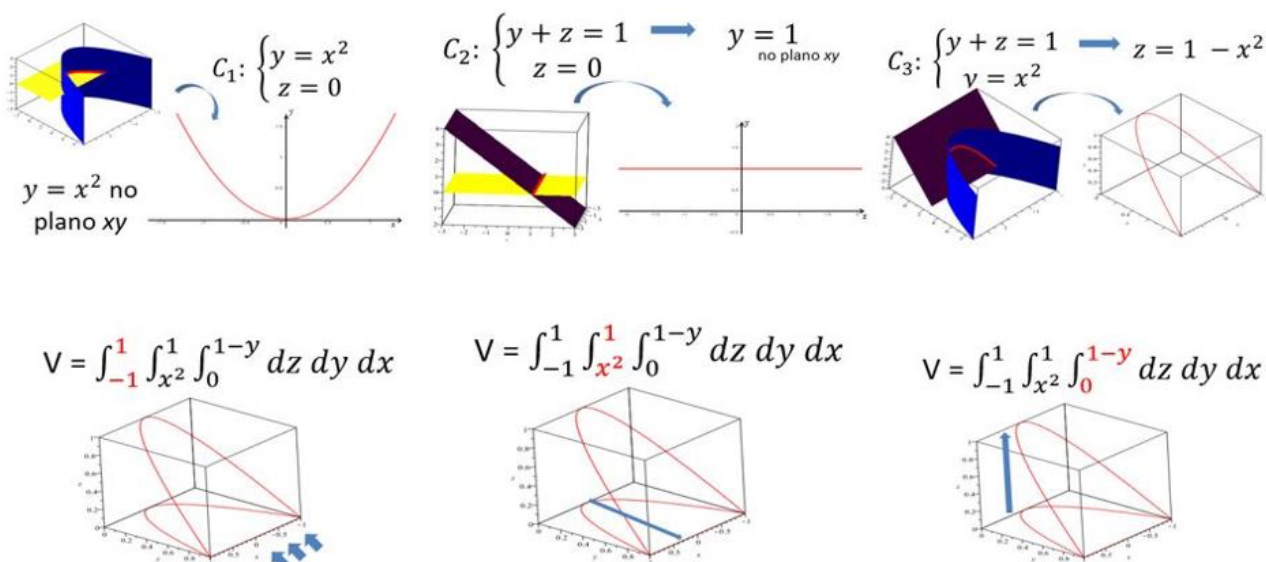 C₁: { y = x²
z = 0
y = x² no
plano xy
C₂: { y + z = 1
z = 0
y = 1
no plano xy
C₃: { y + z = 1
y = x²
z = 1 − x²
V = ∫₋₁¹ ∫ₓ²¹ ∫₀¹⁻ʸ dz dy dx
V = ∫₋₁¹ ∫ₓ²¹ ∫₀¹⁻ʸ dz dy dx
V = ∫₋₁¹ ∫ₓ²¹ ∫₀¹⁻ʸ dz dy dx